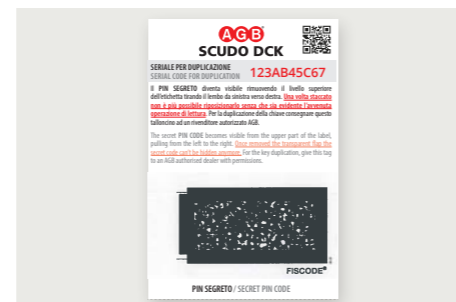 AGB
SCUDO DCK
SERIALE PER DUPLICAZIONE
SERIAL CODE FOR DUPLICATION
123AB45C67
Il PIN SEGRETO diventa visibile rimuovendo il livello superiore
dell'etichetta tirando il lembo da sinistra verso destra. Una volta staccato
non è più possibile riposizionarlo senza che sia evidente l'avvenuta
operazione di lettura. Per la duplicazione della chiave consegnare questo
talloncino ad un rivenditore autorizzato AGB.
The secret PIN CODE becomes visible from the upper part of the label,
pulling from the left to the right. Once removed the transparent flap the
secret code can't be hidden anymore. For the key duplication, give this tag
to an AGB authorised dealer with permissions.
FISCODE®
PIN SEGRETO / SECRET PIN CODE